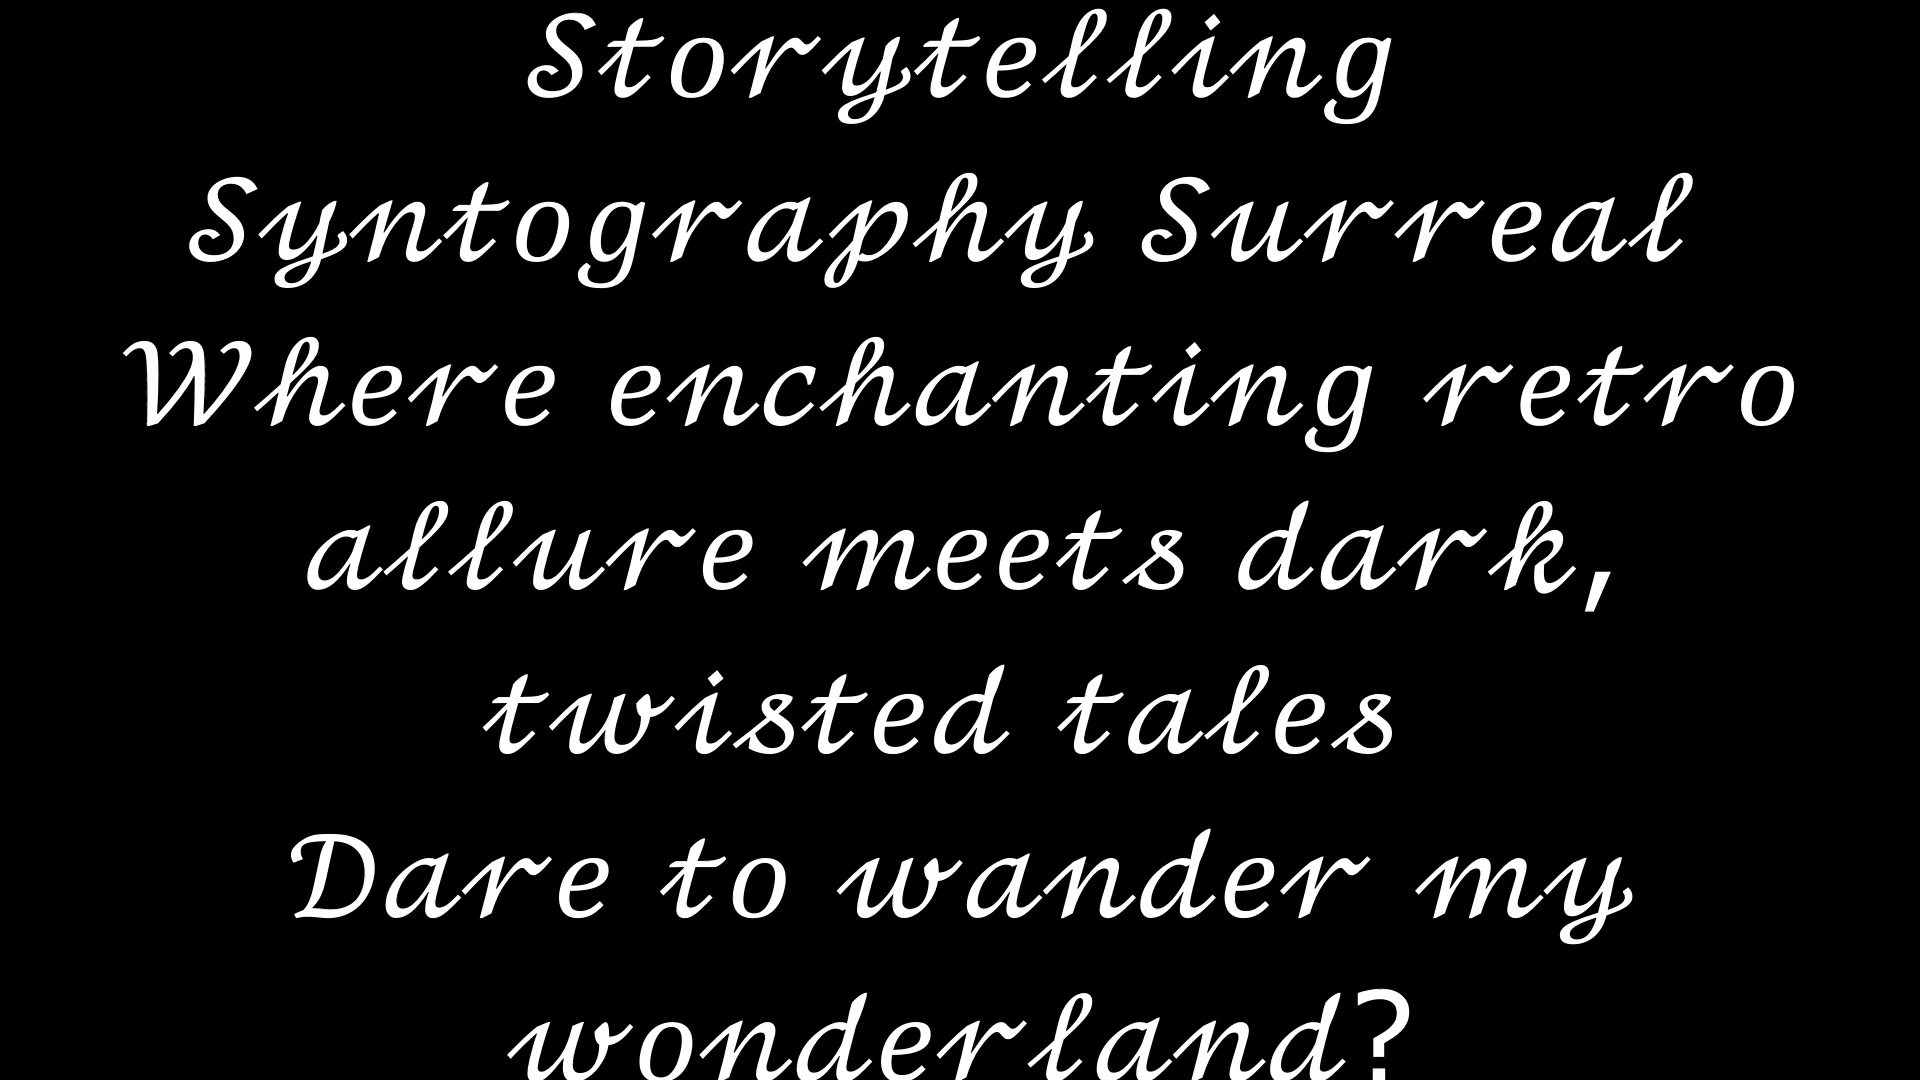 Storytelling
Syntography Surreal
Where enchanting retro
allure meets dark,
twisted tales
Dare to wander my
wonderland?